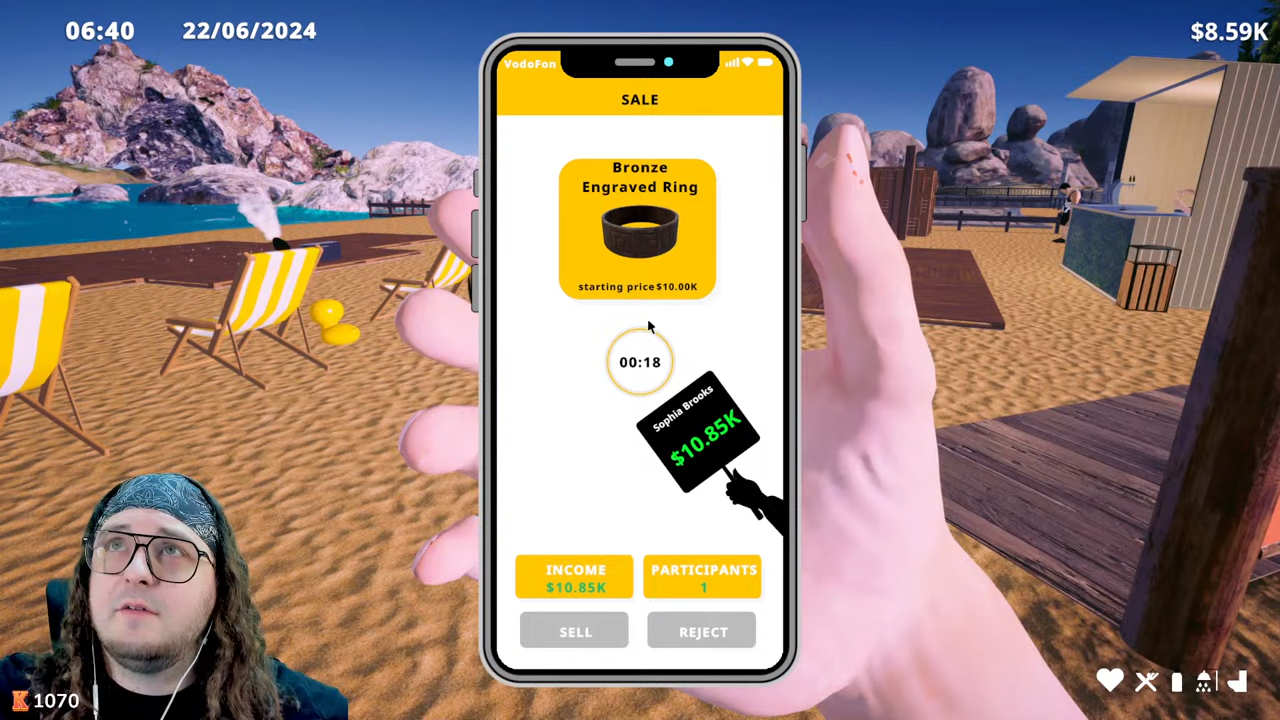 06:40
22/06/2024
$8.59K
VodoFon
SALE
Bronze
Engraved Ring
starting price $10.00K
00:18
Sophia Brooks
$10.85K
INCOME
$10.85K
PARTICIPANTS
1
SELL
REJECT
K 1070